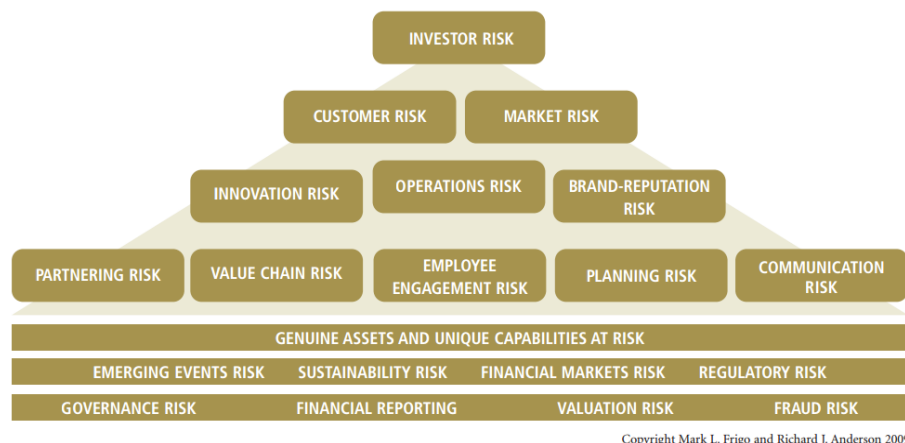 INVESTOR RISK
CUSTOMER RISK
MARKET RISK
INNOVATION RISK
OPERATIONS RISK
BRAND-REPUTATION
RISK
PARTNERING RISK
VALUE CHAIN RISK
EMPLOYEE
ENGAGEMENT RISK
PLANNING RISK
COMMUNICATION
RISK
GENUINE ASSETS AND UNIQUE CAPABILITIES AT RISK
EMERGING EVENTS RISK SUSTAINABILITY RISK FINANCIAL MARKETS RISK REGULATORY RISK
GOVERNANCE RISK FINANCIAL REPORTING VALUATION RISK FRAUD RISK
Copyright Mark L. Frigo and Richard J. Anderson 2009